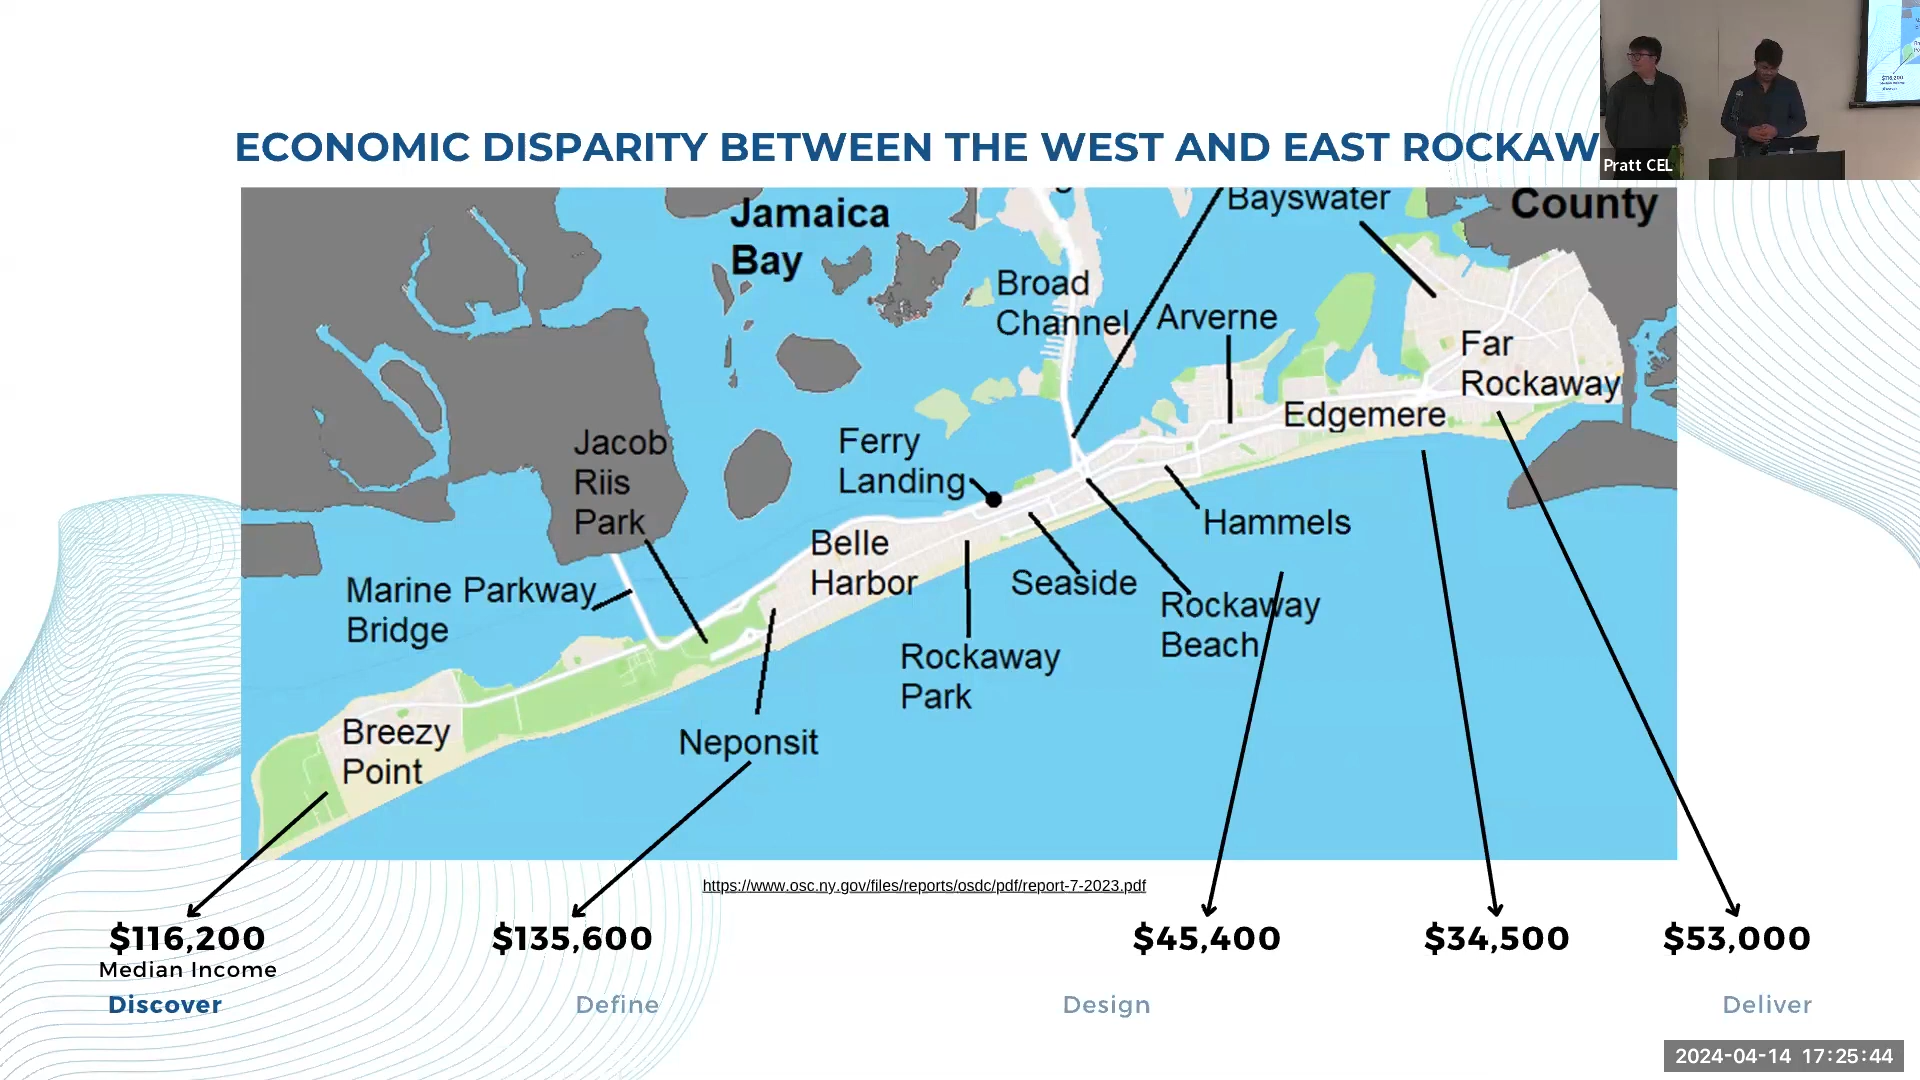 ECONOMIC DISPARITY BETWEEN THE WEST AND EAST ROCKAW
Pratt CEL
Jamaica
Bay
Bayswater
County
Broad
Channel
Arverne
Far
Rockaway
Edgemere
Jacob
Riis
Park
Ferry
Landing
Hammels
Belle
Harbor
Seaside
Marine Parkway
Bridge
Rockaway
Beach
Rockaway
Park
Neponsit
Breezy
Point
https://www.osc.ny.gov/files/reports/osdc/pdf/report-7-2023.pdf
$116,200
Median Income
$135,600
$45,400
$34,500
$53,000
Discover
Define
Design
Deliver
2024-04-14 17:25:44